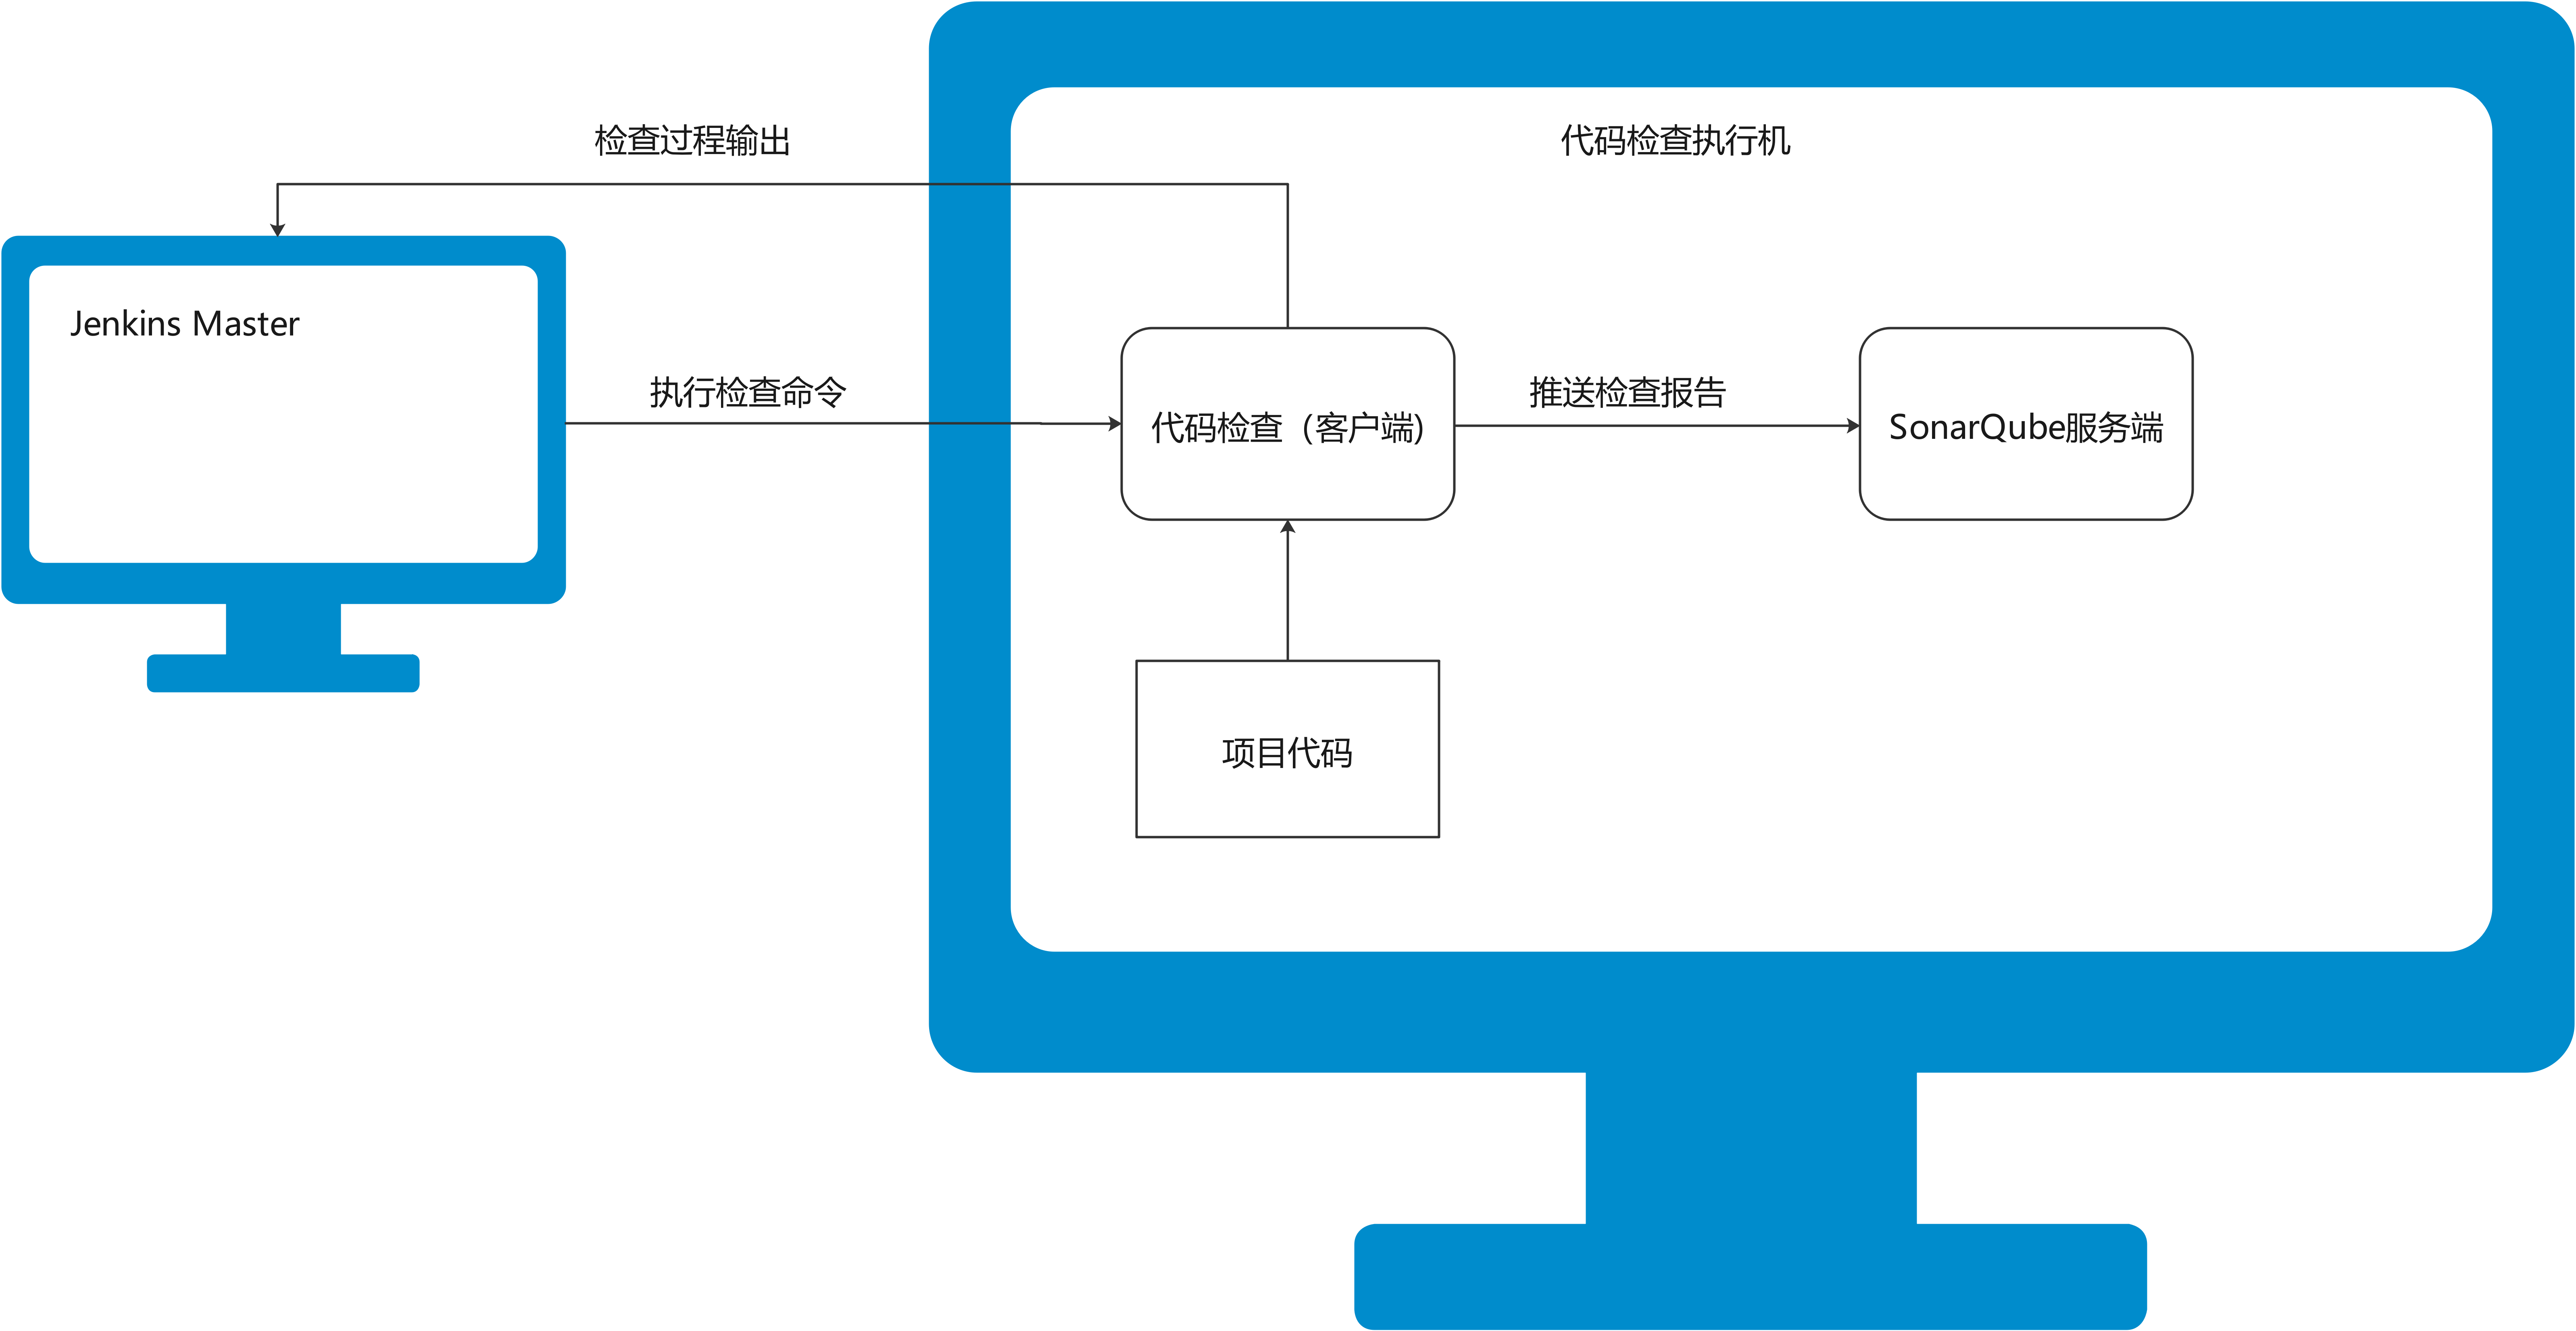 检查过程输出
代码检查执行机
Jenkins Master
执行检查命令
推送检查报告
代码检查（客户端）
SonarQube服务端
项目代码